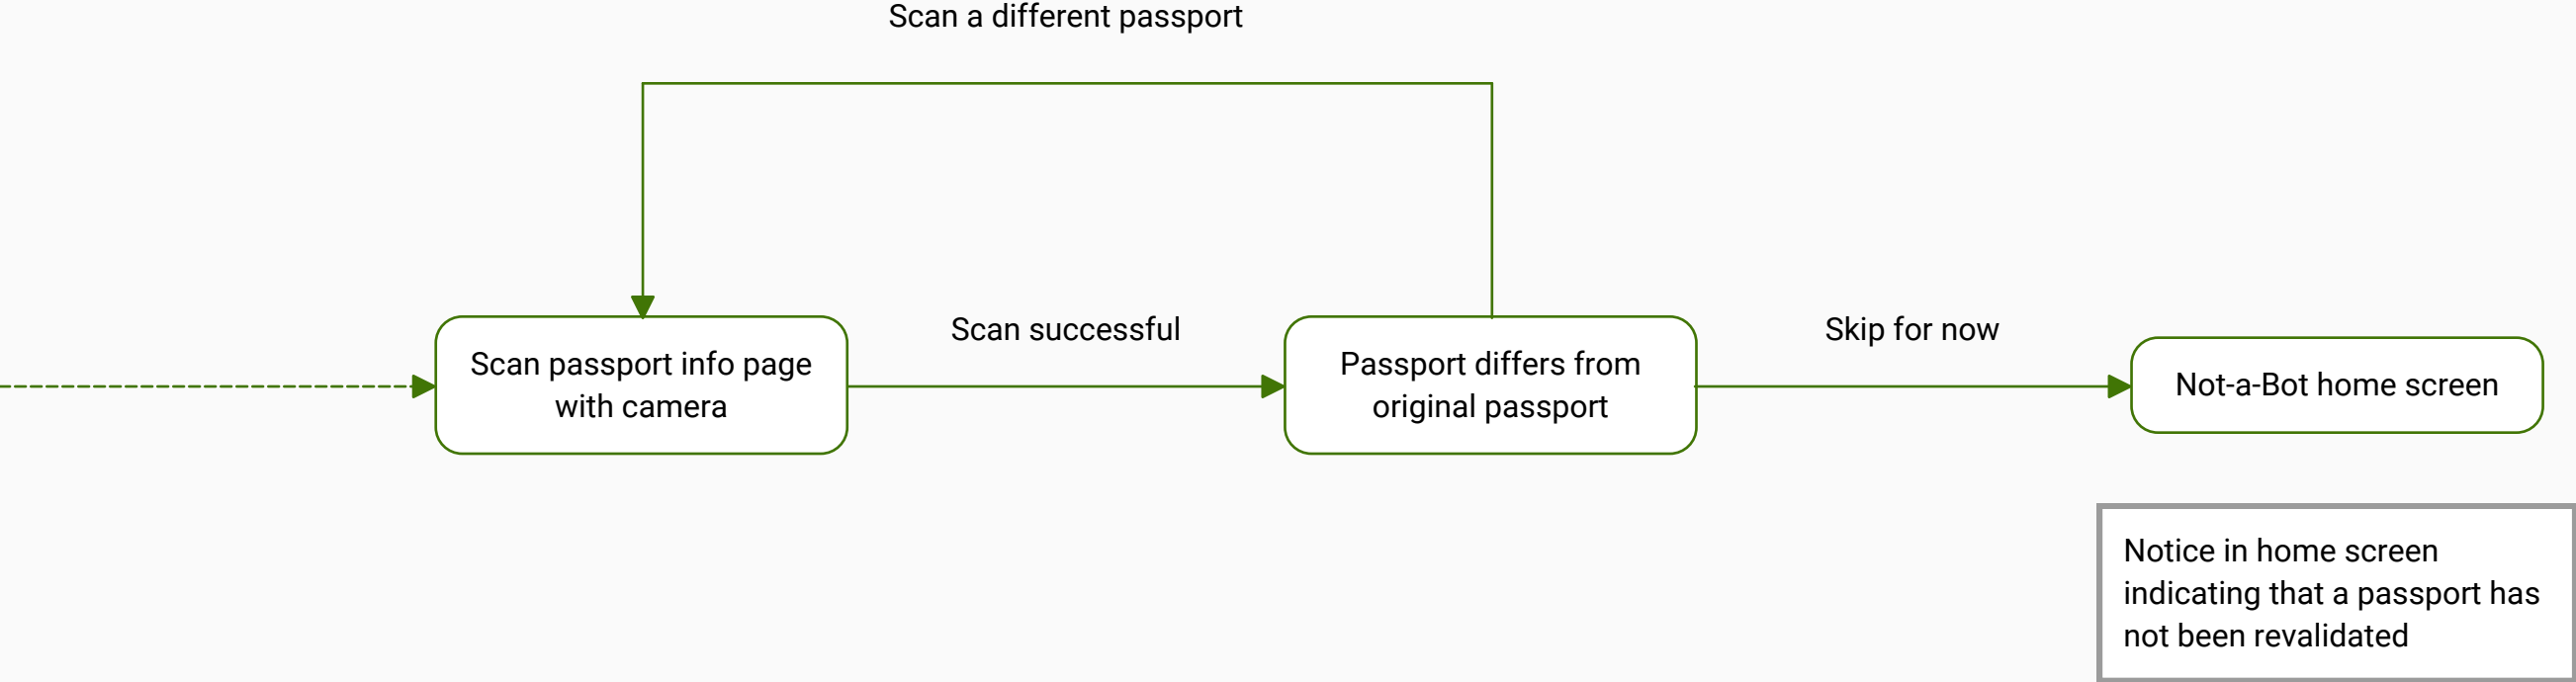 Scan a different passport
Scan passport info page
with camera
Scan successful
Passport differs from
original passport
Skip for now
Not-a-Bot home screen
Notice in home screen
indicating that a passport has
not been revalidated